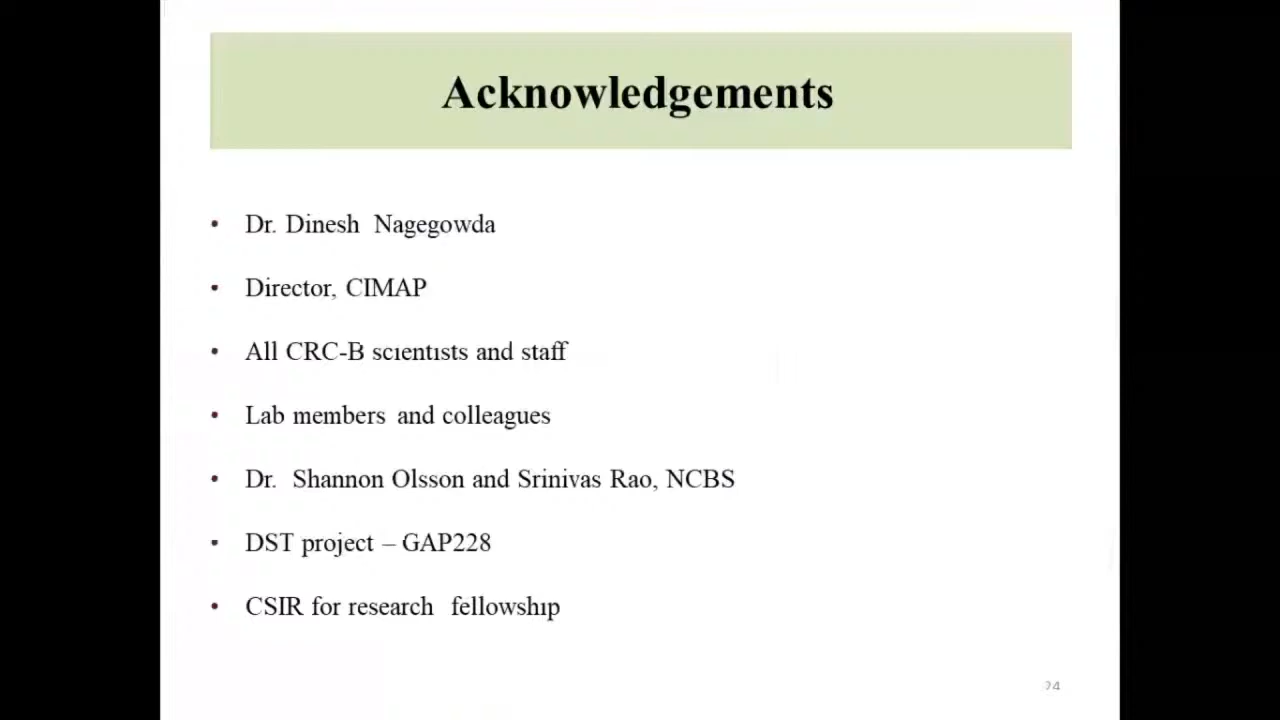 Acknowledgements
• Dr. Dinesh Nagegowda
• Director, CIMAP
• All CRC-B scientists and staff
• Lab members and colleagues
• Dr. Shannon Olsson and Srinivas Rao, NCBS
• DST project – GAP228
• CSIR for research fellowship
24